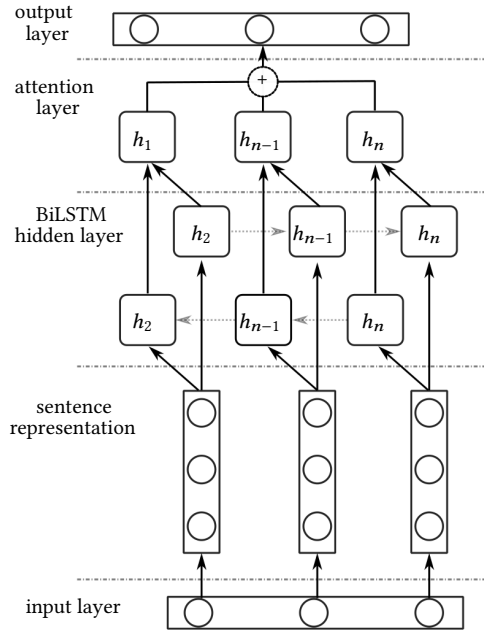 output
layer
+
attention
layer
h₁ hₙ₋₁ hₙ
BiLSTM
hidden layer
h₂ hₙ₋₁ hₙ
h₂ hₙ₋₁ hₙ
sentence
representation
input layer